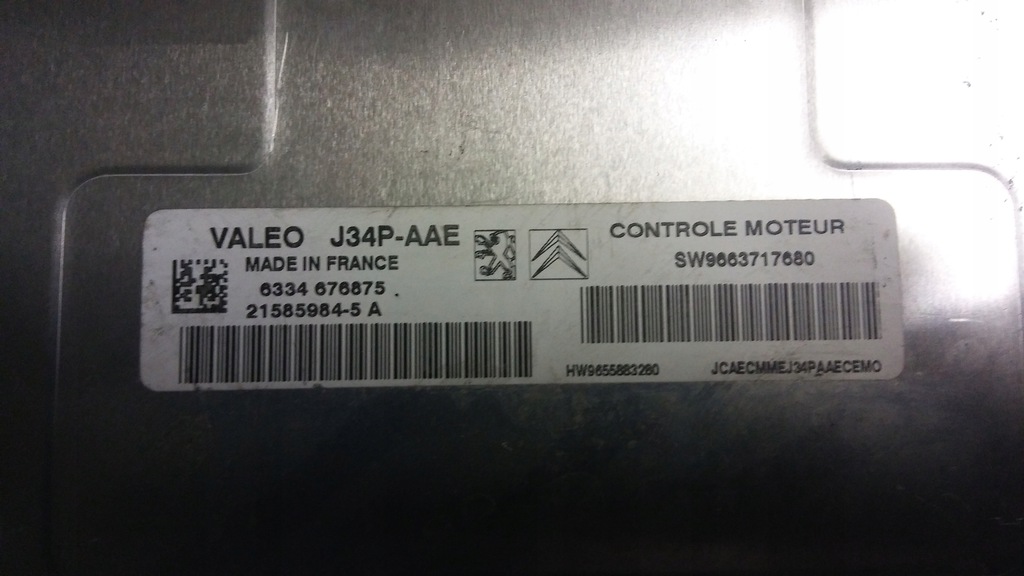 VALEO J34P-AAE
MADE IN FRANCE
6334 676875
21585984-5 A
CONTROLE MOTEUR
SW9663717680
HW9655883280
JCAECMMEJ34PAAECEMO